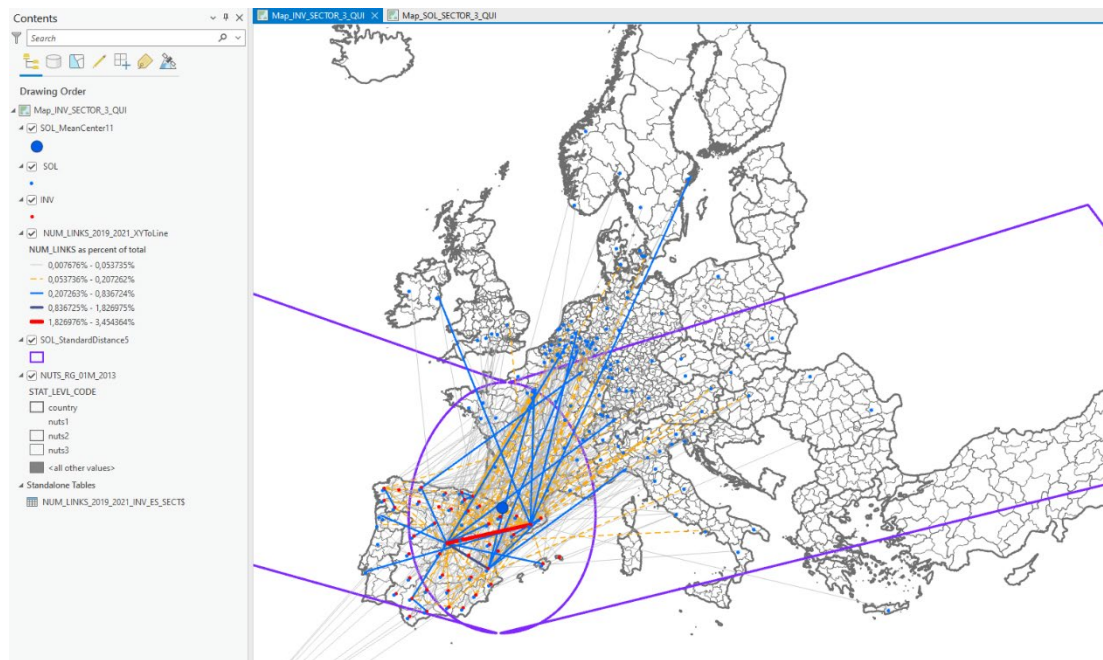 Contents
Search
Drawing Order
Map_INV_SECTOR_3_QUI
SOL_MeanCenter11
SOL
INV
NUM_LINKS_2019_2021_XYToLine
NUM_LINKS as percent of total
0,007676% - 0,053735%
0,053736% - 0,207262%
0,207263% - 0,836724%
0,836725% - 1,826975%
1,826976% - 3,454364%
SOL_StandardDistance5
NUTS_RG_01M_2013
STAT_LEVL_CODE
country
nuts1
nuts2
nuts3
<all other values>
Standalone Tables
NUM_LINKS_2019_2021_INV_ES_SECT$
Map_INV_SECTOR_3_QUI
Map_SOL_SECTOR_3_QUI